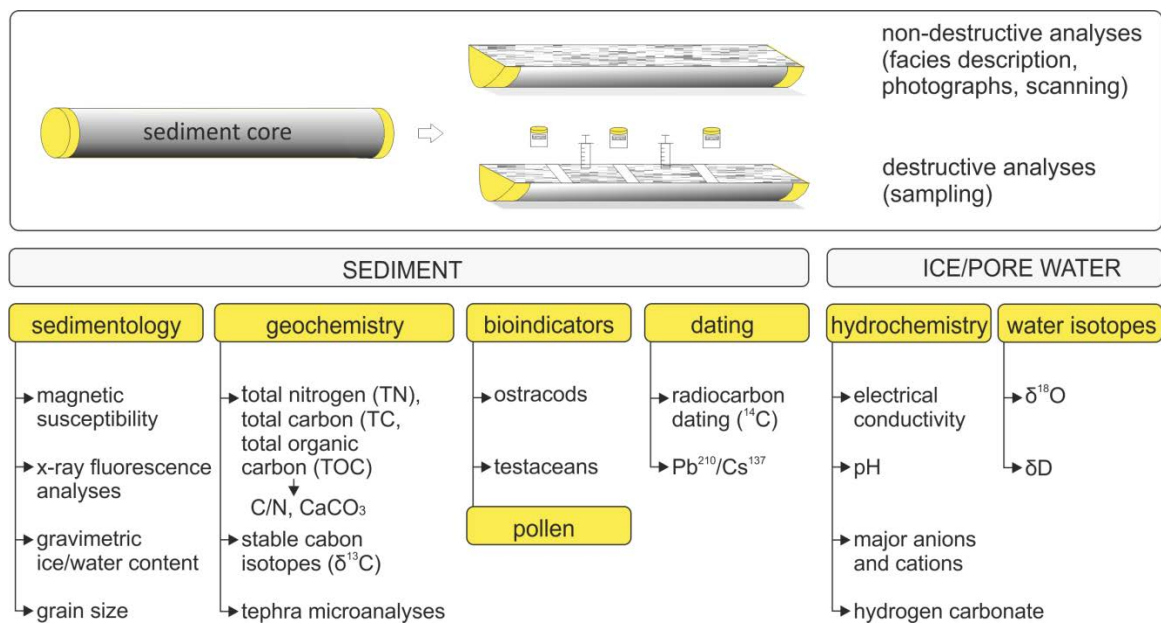 sediment core
non-destructive analyses
(facies description,
photographs, scanning)
destructive analyses
(sampling)
SEDIMENT
ICE/PORE WATER
sedimentology
magnetic
susceptibility
x-ray fluorescence
analyses
gravimetric
ice/water content
grain size
geochemistry
total nitrogen (TN),
total carbon (TC,
total organic
carbon (TOC)
C/N, CaCO₃
stable cabon
isotopes (δ¹³C)
tephra microanalyses
bioindicators
ostracods
testaceans
pollen
dating
radiocarbon
dating (¹⁴C)
Pb²¹⁰/Cs¹³⁷
hydrochemistry
electrical
conductivity
pH
major anions
and cations
hydrogen carbonate
water isotopes
δ¹⁸O
δD